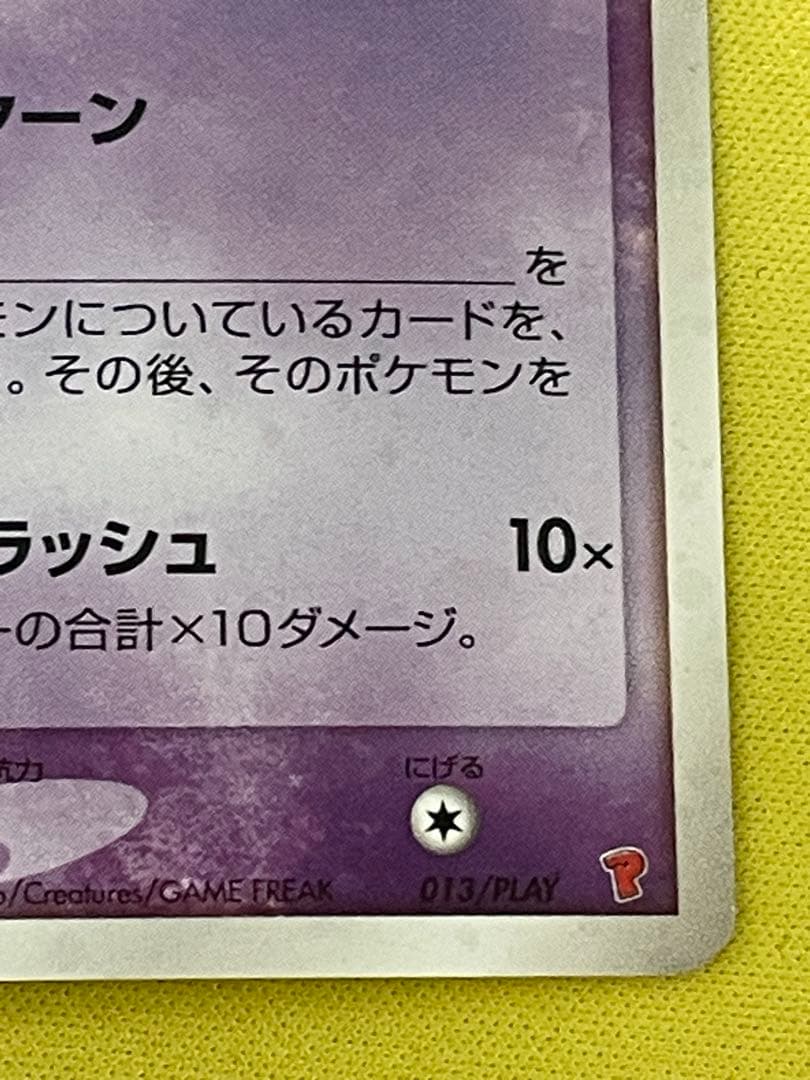 ーン
を
モンについているカードを、
。その後、そのポケモンを
ラッシュ 10×
ーの合計×10ダメージ。
抗力 にげる
/Creatures/GAME FREAK 013/PLAY
P